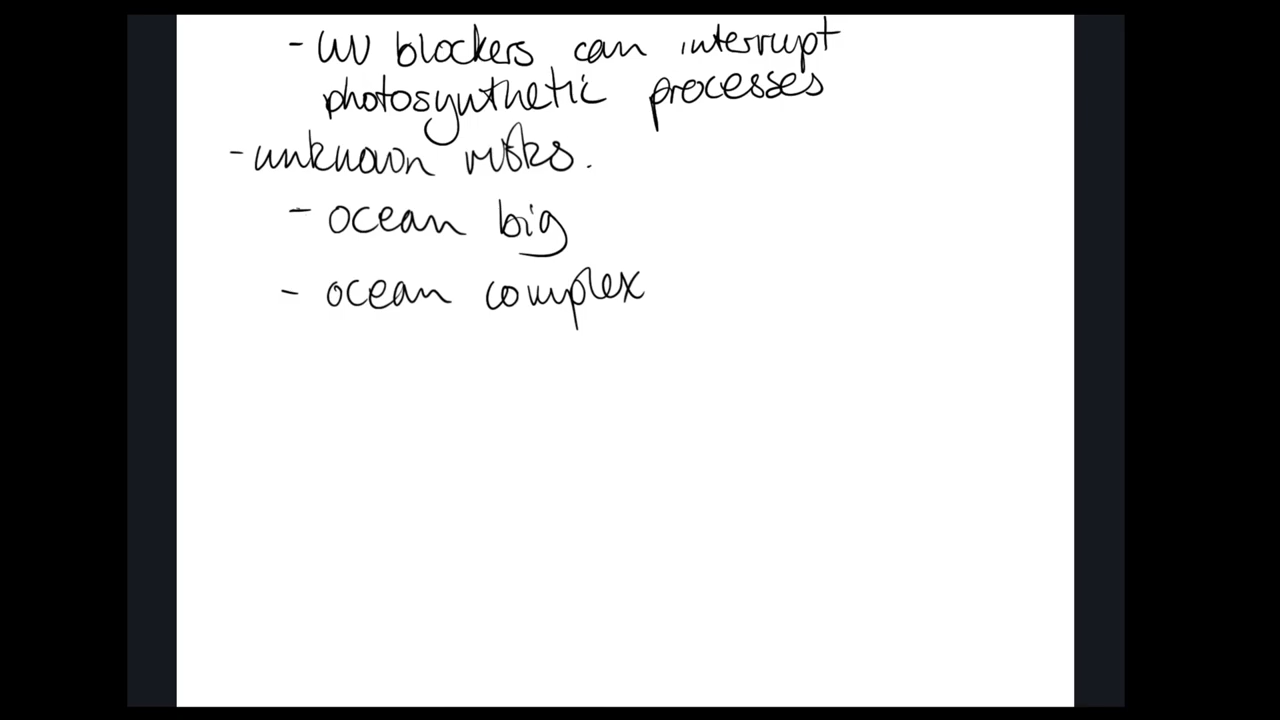 - UV blockers can interrupt
photosynthetic processes
- unknown risks.
- ocean big
- ocean complex